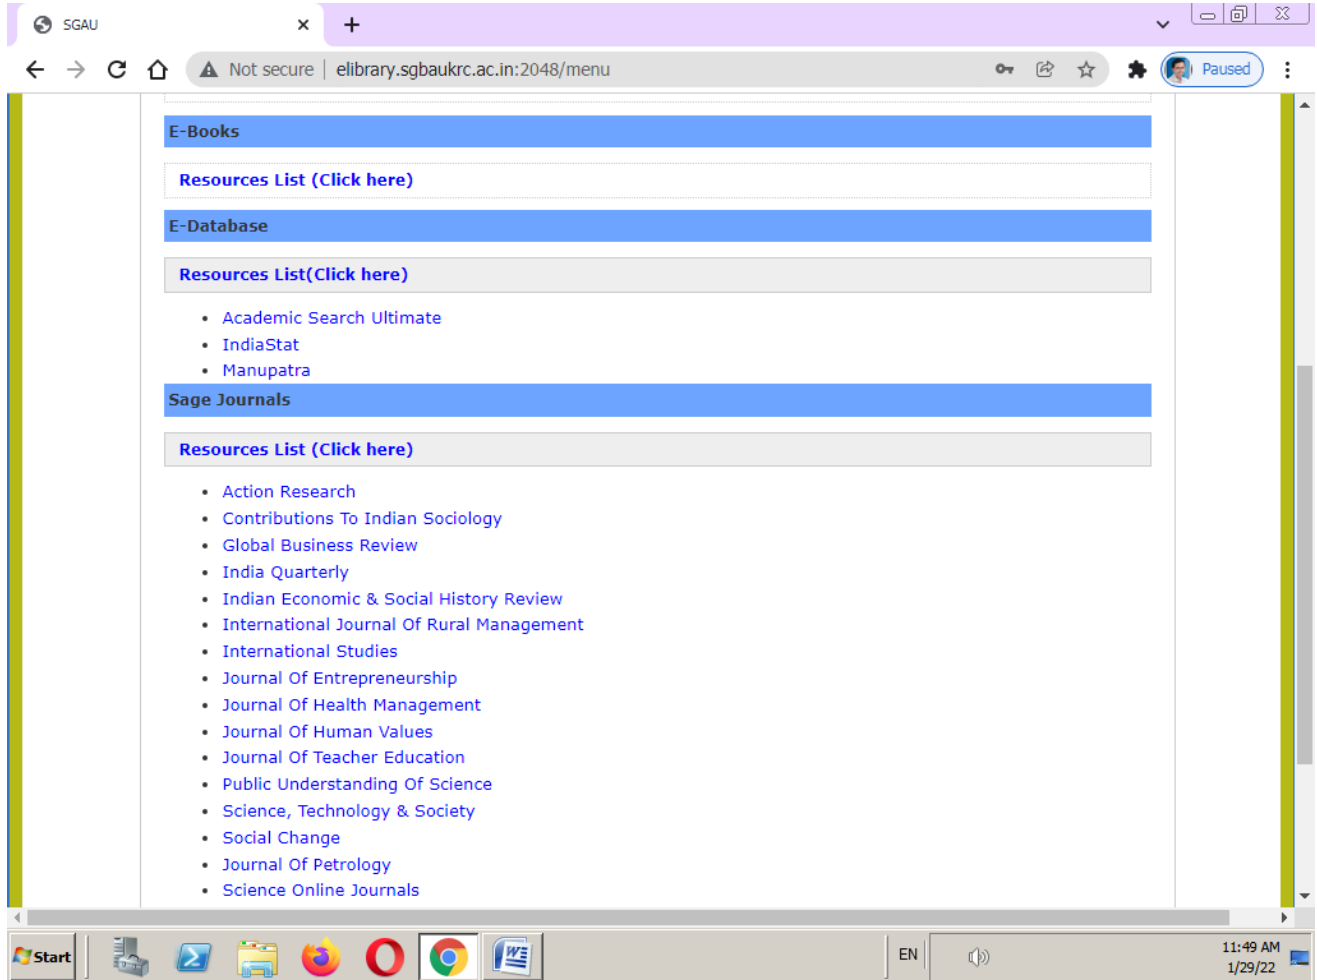 SGAU
Not secure | elibrary.sgbaukrc.ac.in:2048/menu
Paused
E-Books
Resources List (Click here)
E-Database
Resources List(Click here)
Academic Search Ultimate
IndiaStat
Manupatra
Sage Journals
Resources List (Click here)
Action Research
Contributions To Indian Sociology
Global Business Review
India Quarterly
Indian Economic & Social History Review
International Journal Of Rural Management
International Studies
Journal Of Entrepreneurship
Journal Of Health Management
Journal Of Human Values
Journal Of Teacher Education
Public Understanding Of Science
Science, Technology & Society
Social Change
Journal Of Petrology
Science Online Journals
Start
EN
11:49 AM
1/29/22